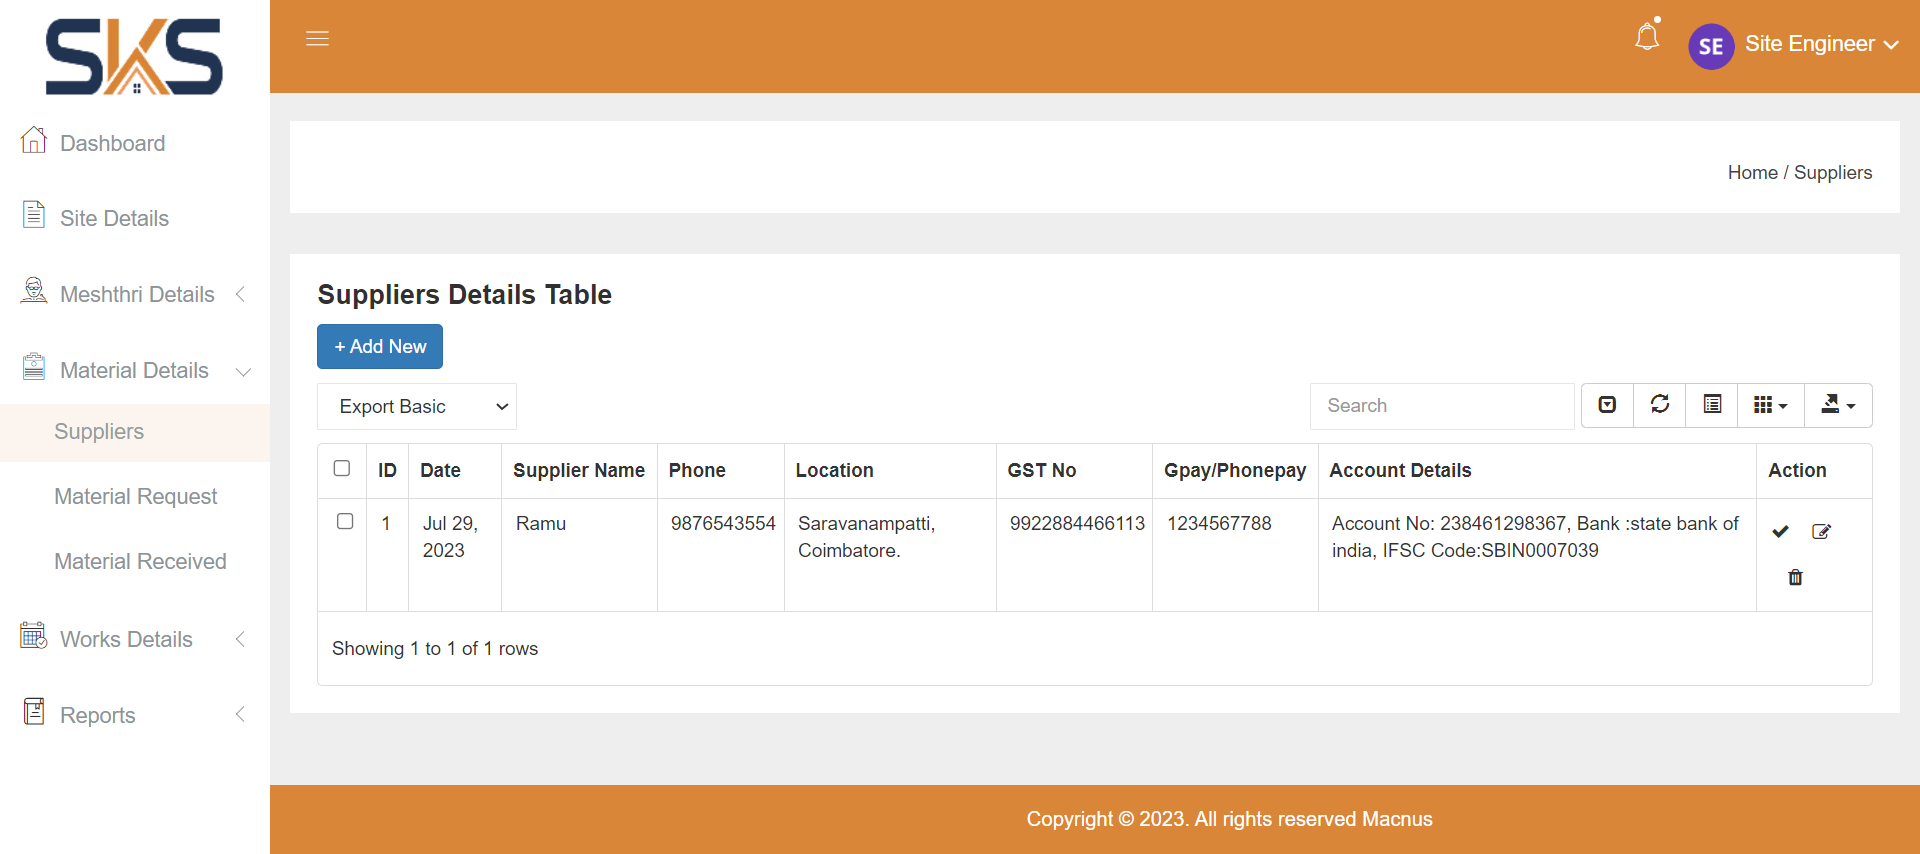 SKS
SE
Site Engineer
Dashboard
Site Details
Meshthri Details
Material Details
Suppliers
Material Request
Material Received
Works Details
Reports
Home / Suppliers
Suppliers Details Table
+ Add New
Export Basic
Search
ID Date Supplier Name Phone Location GST No Gpay/Phonepay Account Details Action
1 Jul 29, 2023 Ramu 9876543554 Saravanampatti, Coimbatore. 9922884466113 1234567788 Account No: 238461298367, Bank :state bank of india, IFSC Code:SBIN0007039
Showing 1 to 1 of 1 rows
Copyright © 2023. All rights reserved Macnus